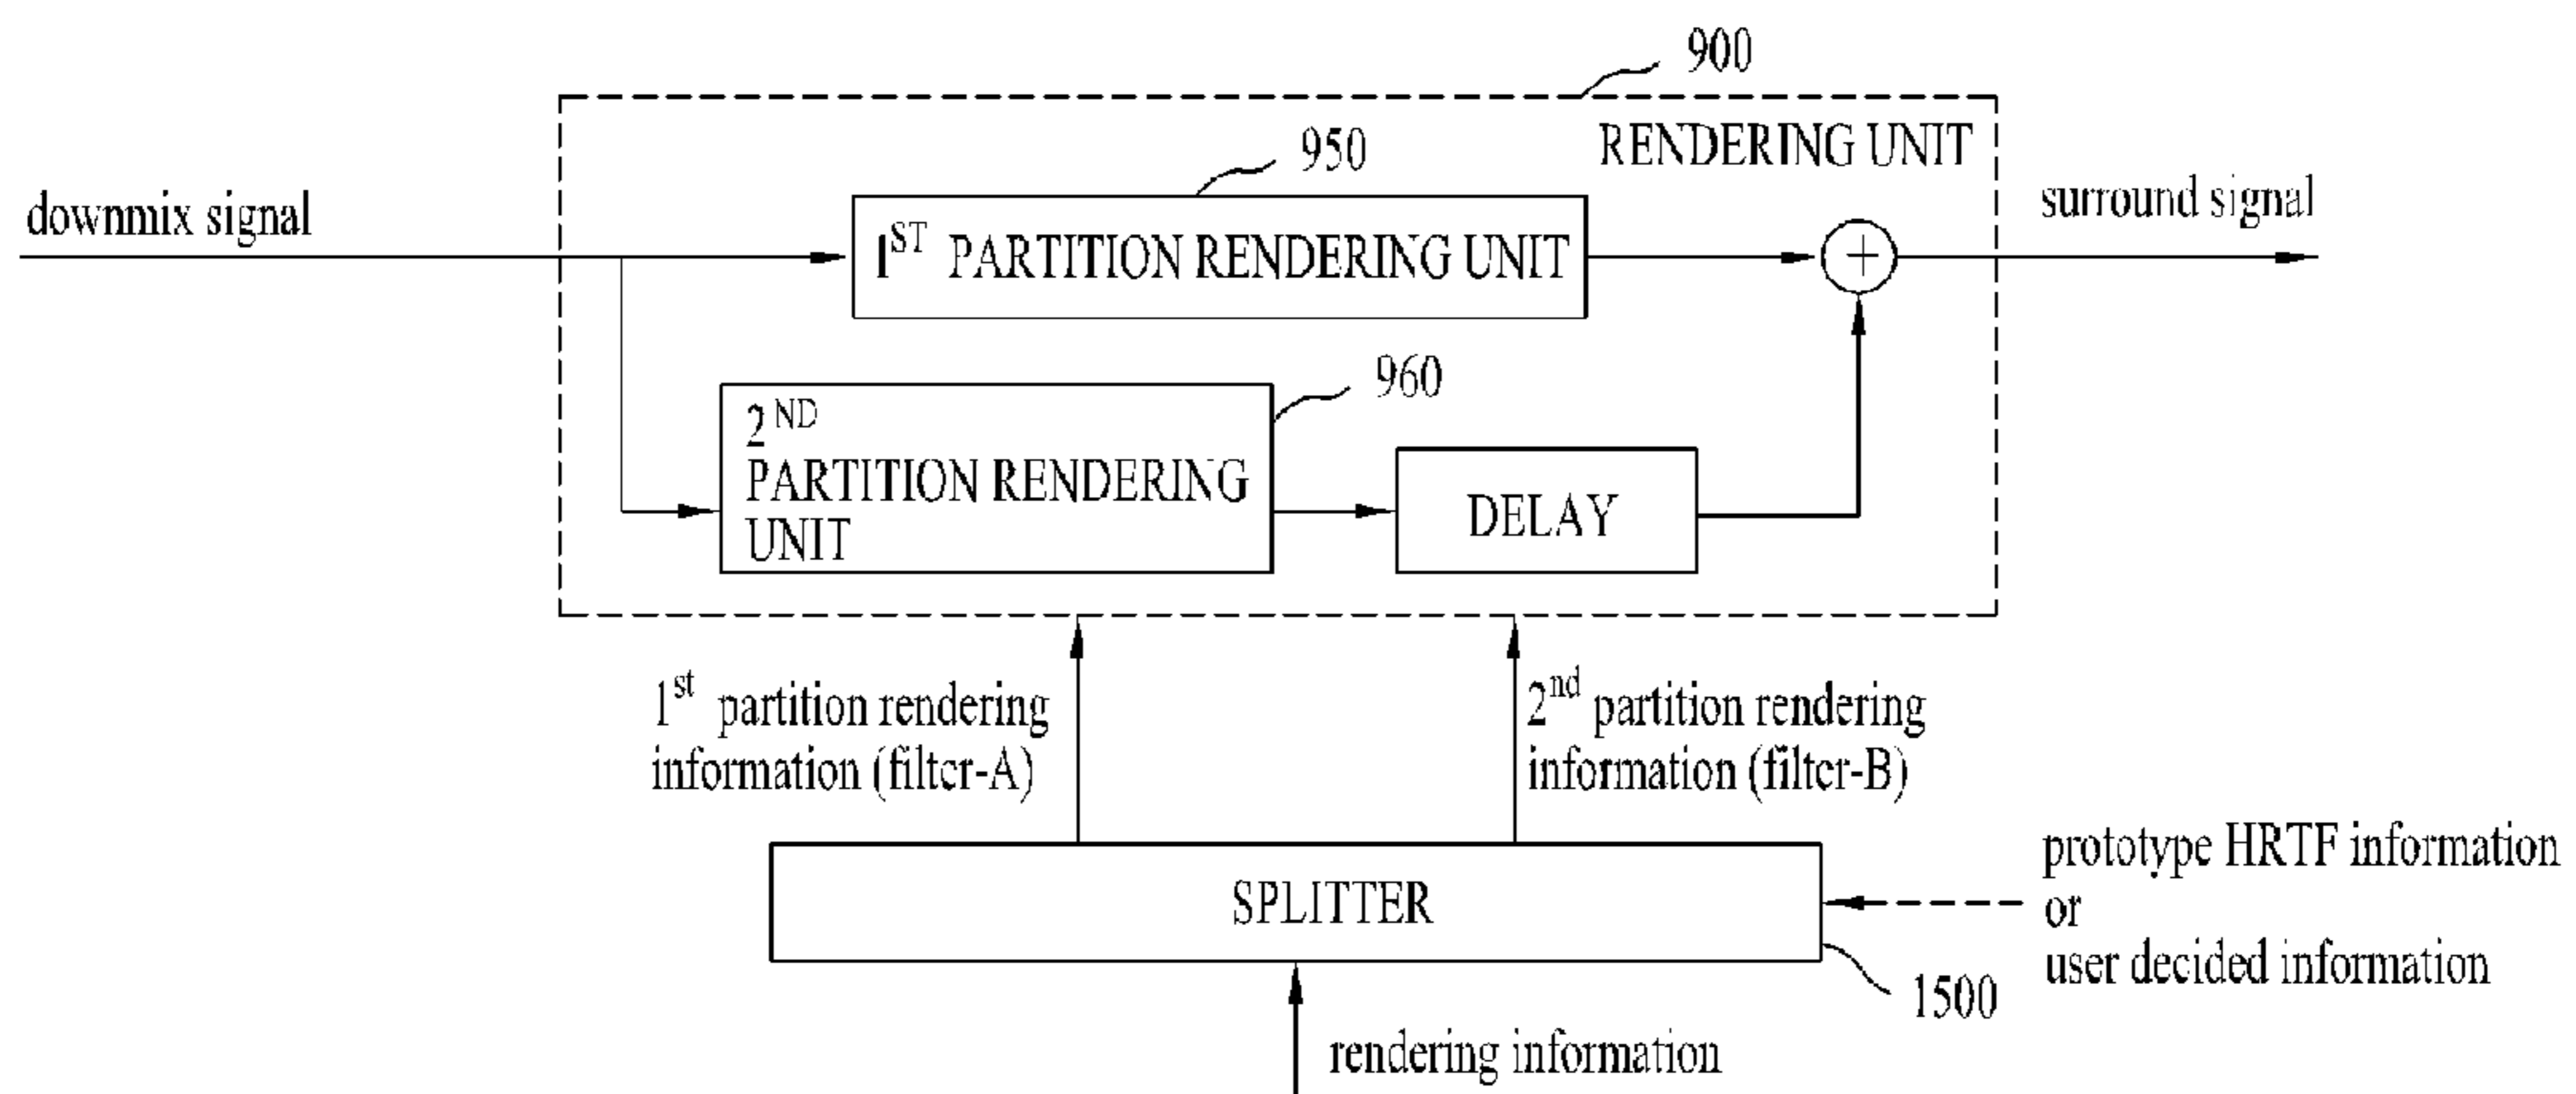 900
RENDERING UNIT
950
downmix signal
surround signal
1ST PARTITION RENDERING UNIT
+
960
2ND
PARTITION RENDERING
UNIT
DELAY
1st partition rendering
information (filter-A)
2nd partition rendering
information (filter-B)
prototype HRTF information
or
user decided information
SPLITTER
1500
rendering information